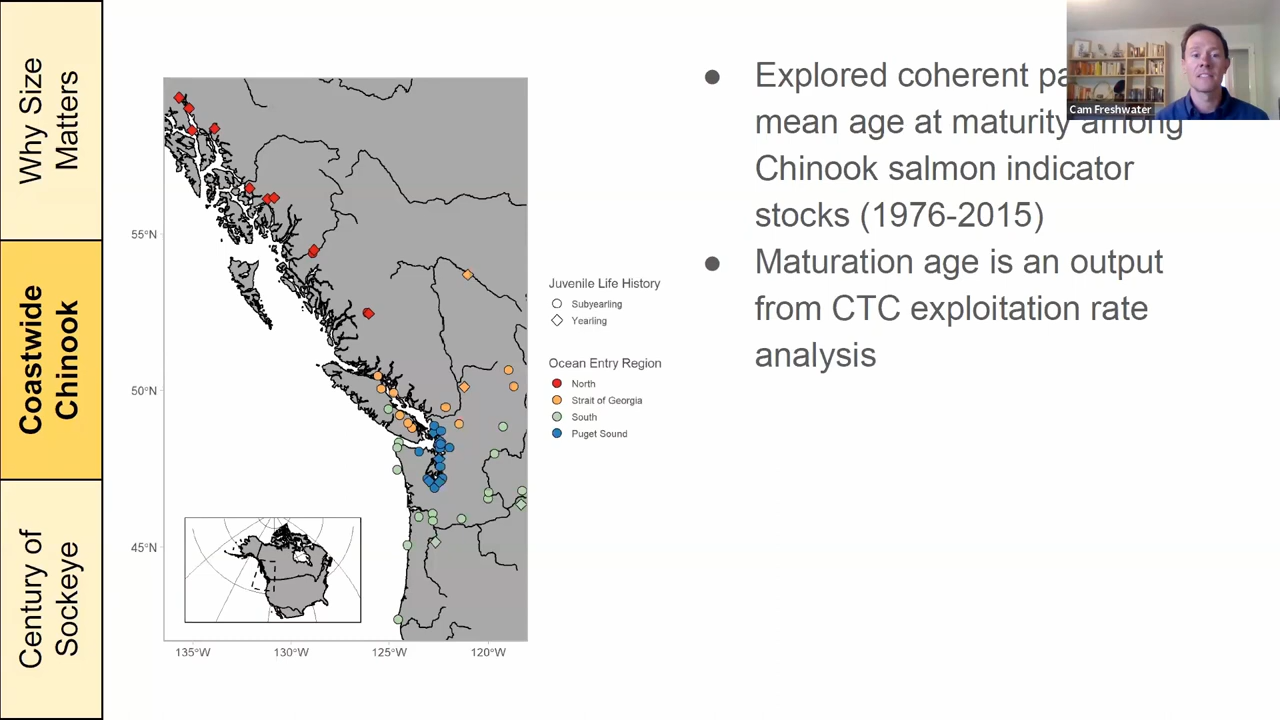 Why Size
Matters
Coastwide
Chinook
Century of
Sockeye
55°N
50°N
45°N
135°W
130°W
125°W
120°W
Juvenile Life History
Subyearling
Yearling
Ocean Entry Region
North
Strait of Georgia
South
Puget Sound
● Explored coherent pa
mean age at maturity among
Chinook salmon indicator
stocks (1976-2015)
● Maturation age is an output
from CTC exploitation rate
analysis
Cam Freshwater